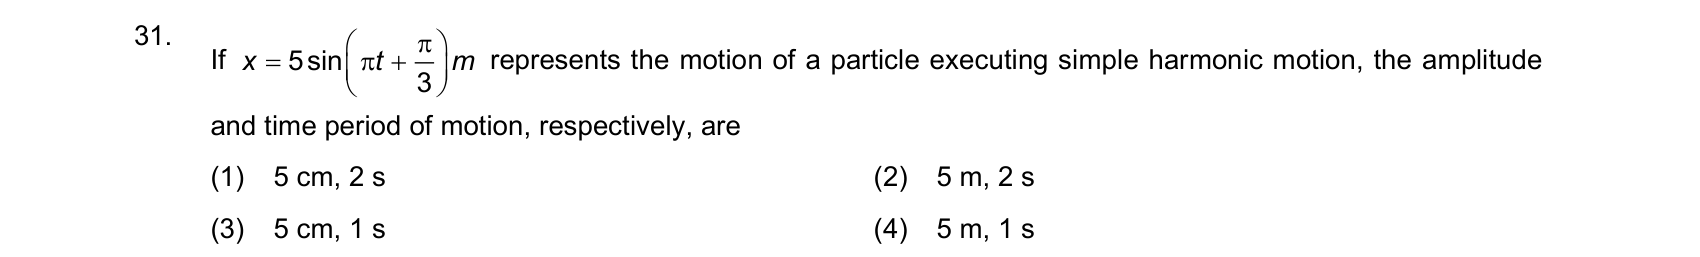 31. If x = 5 sin(πt + π/3) m represents the motion of a particle executing simple harmonic motion, the amplitude
and time period of motion, respectively, are
(1) 5 cm, 2 s (2) 5 m, 2 s
(3) 5 cm, 1 s (4) 5 m, 1 s